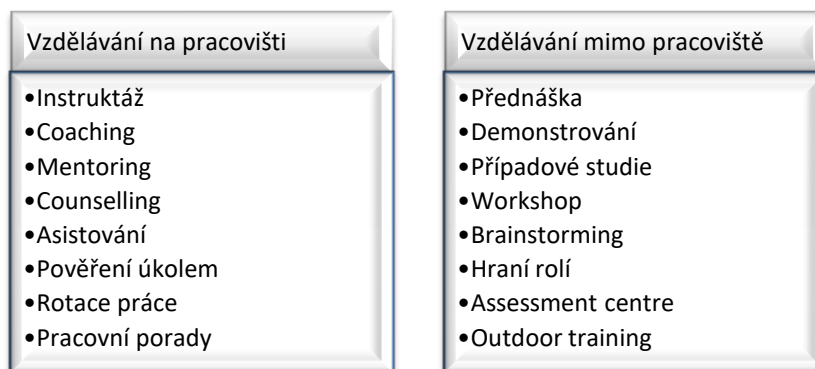 Vzdělávání na pracovišti
•Instruktáž
•Coaching
•Mentoring
•Counselling
•Asistování
•Pověření úkolem
•Rotace práce
•Pracovní porady
Vzdělávání mimo pracoviště
•Přednáška
•Demonstrování
•Případové studie
•Workshop
•Brainstorming
•Hraní rolí
•Assessment centre
•Outdoor training